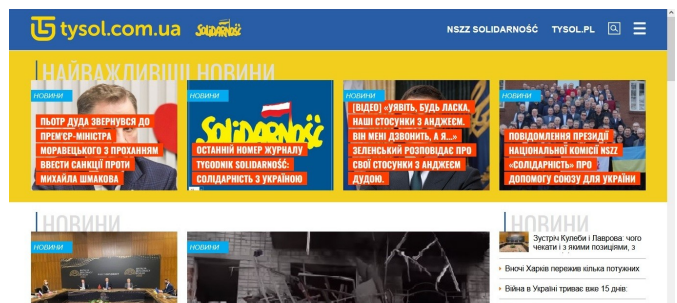 tysol.com.ua
Solidarność
NSZZ SOLIDARNOŚĆ
TYSOL.PL
НАЙВАЖЛИВІШІ НОВИНИ
НОВИНИ
ПЬОТР ДУДА ЗВЕРНУВСЯ ДО
ПРЕМ'ЄР-МІНІСТРА
МОРАВЕЦЬКОГО З ПРОХАННЯМ
ВВЕСТИ САНКЦІЇ ПРОТИ
МИХАЙЛА ШМАКОВА
НОВИНИ
SOLIDARNOŚĆ
ОСТАННІЙ НОМЕР ЖУРНАЛУ
TYGODNIK SOLIDARNOŚĆ:
СОЛІДАРНІСТЬ З УКРАЇНОЮ
НОВИНИ
[ВІДЕО] «УЯВІТЬ, БУДЬ ЛАСКА,
НАШІ СТОСУНКИ З АНДЖЕЄМ.
ВІН МЕНІ ДЗВОНИТЬ, А Я...»
ЗЕЛЕНСЬКИЙ РОЗПОВІДАЄ ПРО
СВОЇ СТОСУНКИ З АНДЖЕЄМ
ДУДОЮ.
НОВИНИ
ПОВІДОМЛЕННЯ ПРЕЗИДІЇ
НАЦІОНАЛЬНОЇ КОМІСІЇ NSZZ
«СОЛІДАРНІСТЬ» ПРО
ДОПОМОГУ СОЮЗУ ДЛЯ УКРАЇНИ
НОВИНИ
НОВИНИ
НОВИНИ
НОВИНИ
Зустріч Кулеби і Лаврова: чого
чекати і з якими позиціями, з
Вночі Харків пережив кілька потужних
Війна в Україні триває вже 15 днів: